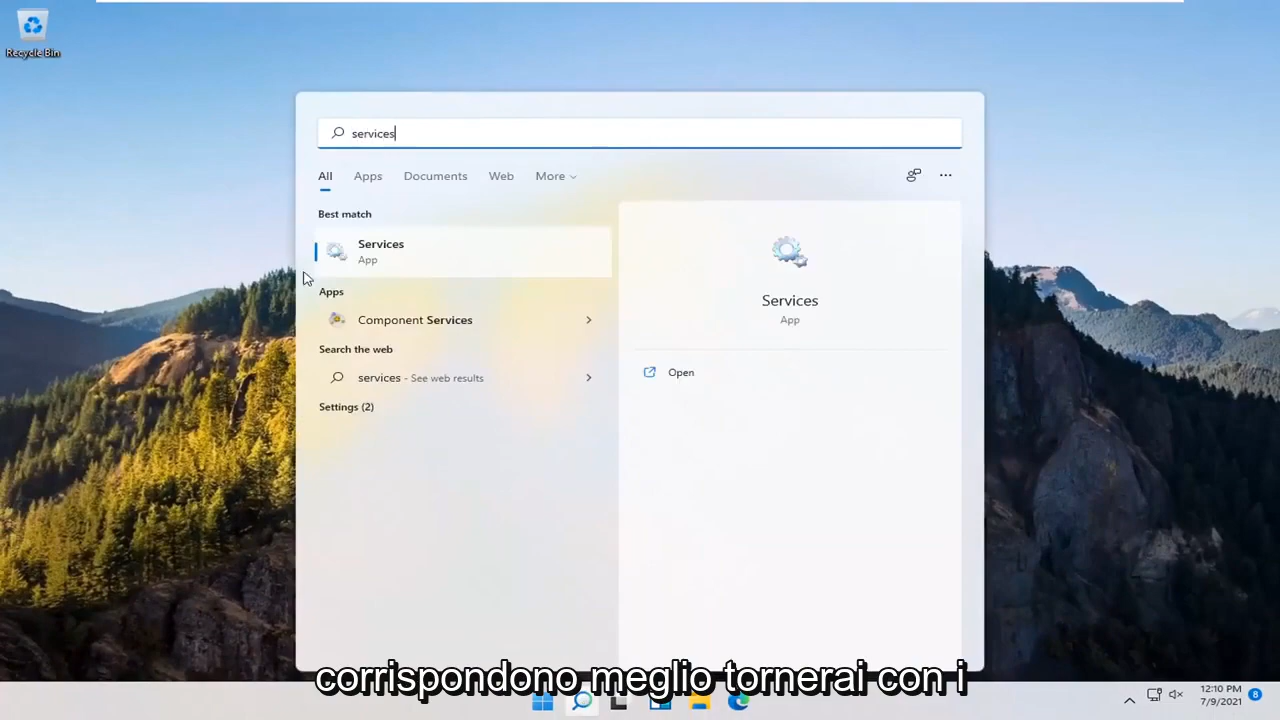 Recycle Bin
services
All Apps Documents Web More
Best match
Services
App
Apps
Component Services
Search the web
services - See web results
Settings (2)
Services
App
Open
corrispondono meglio tornerai con i
12:10 PM
7/9/2021
8